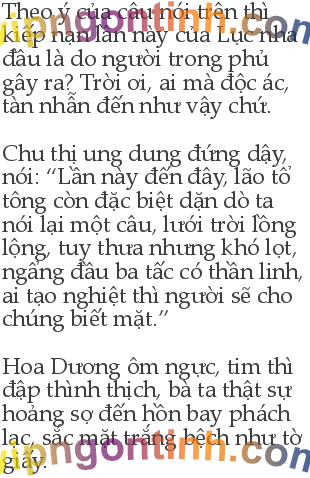 Theo ý của câu nói trên thì
kiếp nạn lần này của Lục nha
đầu là do người trong phủ
gây ra? Trời ơi, ai mà độc ác,
tàn nhẫn đến như vậy chứ.
Chu thị ung dung đứng dậy,
nói: “Lần này đến đây, lão tổ
tông còn đặc biệt dặn dò ta
nói lại một câu, lưới trời lồng
lộng, tuy thưa nhưng khó lọt,
ngẩng đầu ba tấc có thần linh,
ai tạo nghiệt thì người sẽ cho
chúng biết mặt.”
Hoa Dương ôm ngực, tim thì
đập thình thịch, bà ta thật sự
hoảng sợ đến hồn bay phách
lạc, sắc mặt trắng bệch như tờ
giấy.
vipngontinh.com
vipngontinh.com